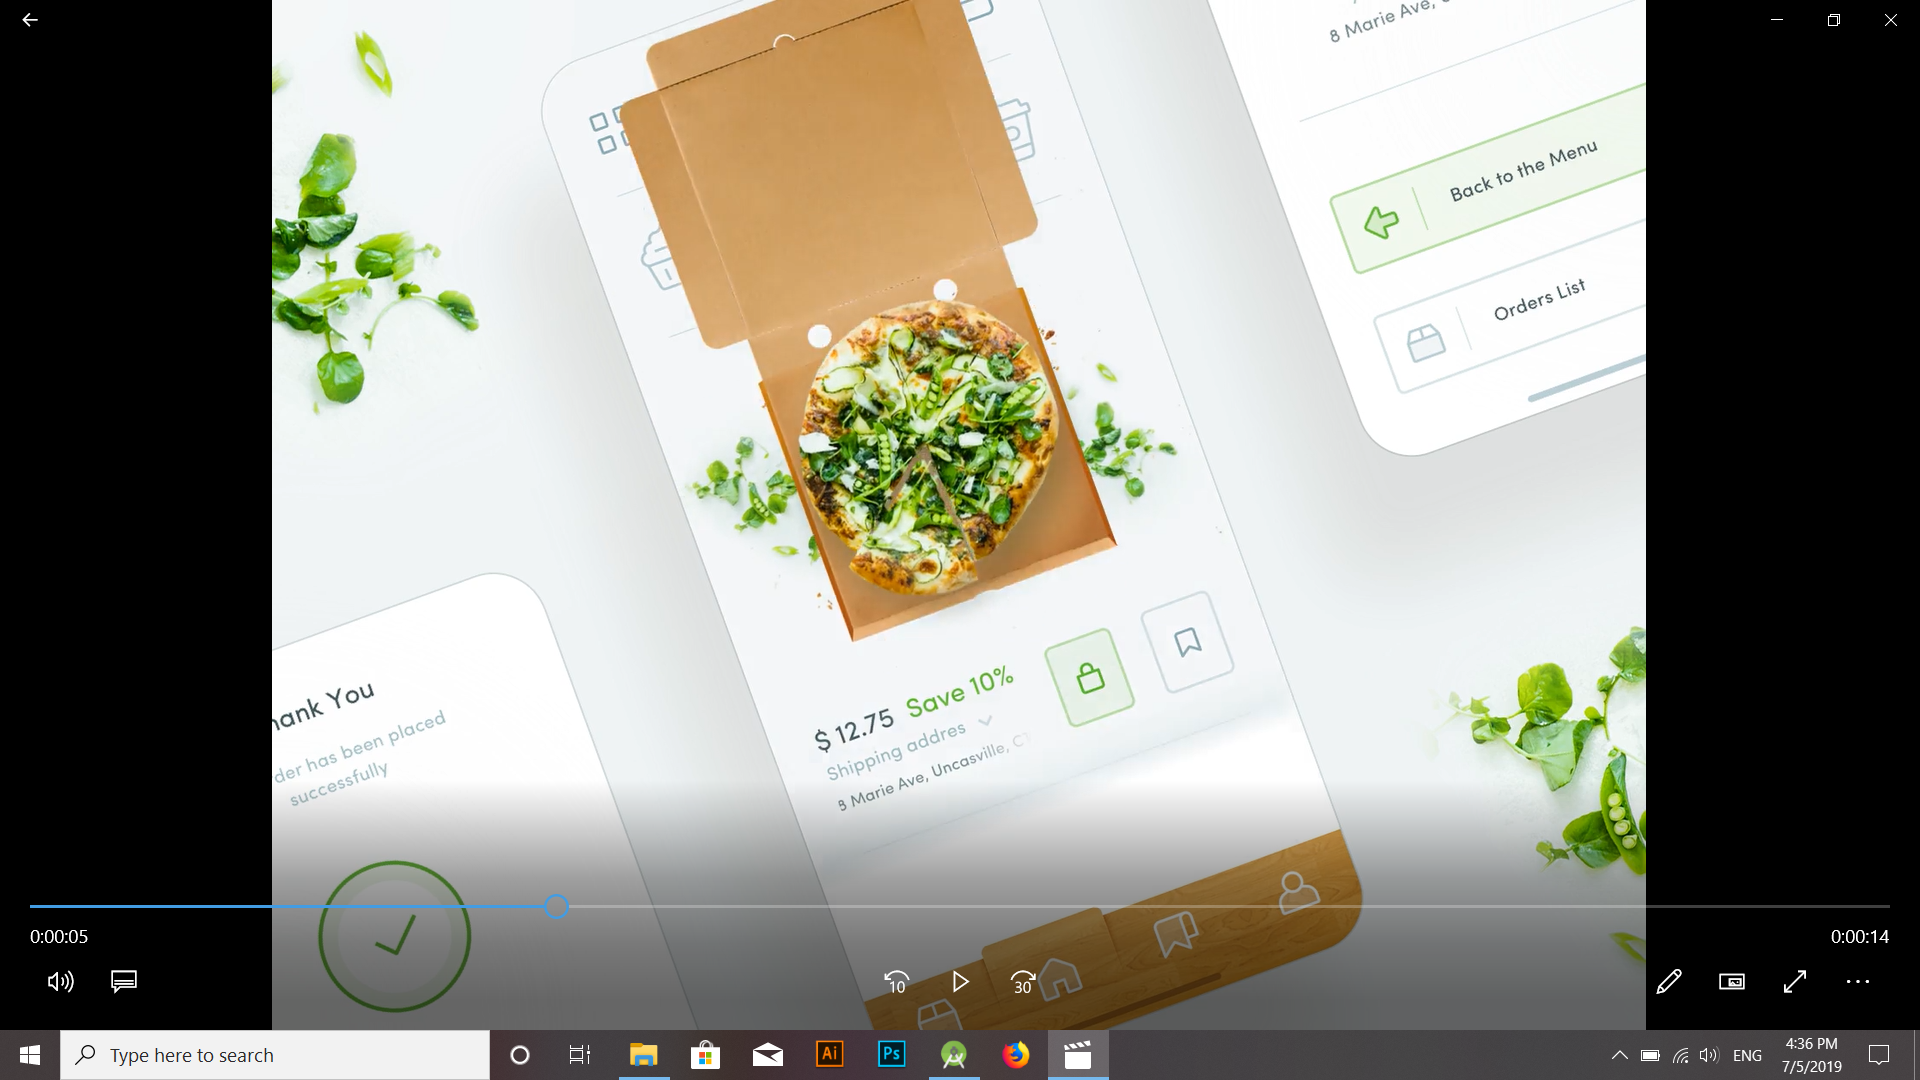 8 Marie Ave,
Back to the Menu
Orders List
$ 12.75 Save 10%
Shipping addres
8 Marie Ave, Uncasville, CT
hank You
der has been placed
successfully
0:00:05
0:00:14
10
30
Type here to search
Ai
Ps
ENG
4:36 PM
7/5/2019